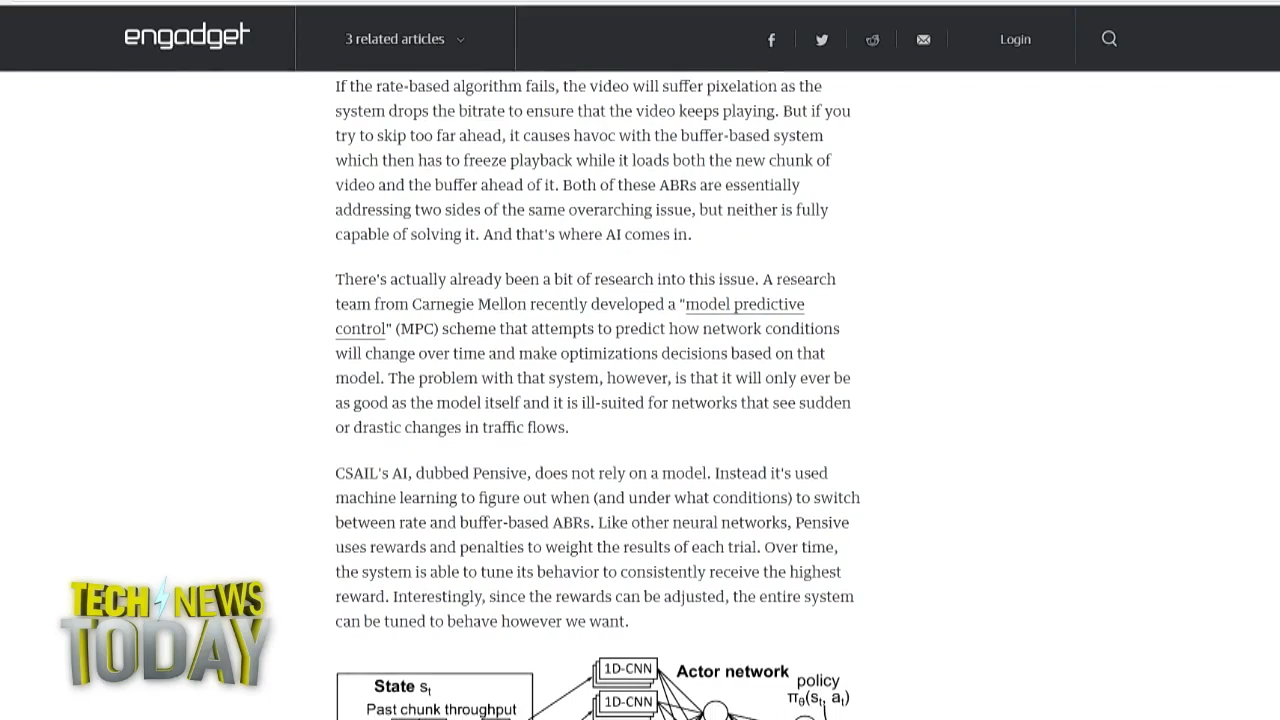 engadget
3 related articles
Login
If the rate-based algorithm fails, the video will suffer pixelation as the
system drops the bitrate to ensure that the video keeps playing. But if you
try to skip too far ahead, it causes havoc with the buffer-based system
which then has to freeze playback while it loads both the new chunk of
video and the buffer ahead of it. Both of these ABRs are essentially
addressing two sides of the same overarching issue, but neither is fully
capable of solving it. And that's where AI comes in.
There's actually already been a bit of research into this issue. A research
team from Carnegie Mellon recently developed a "model predictive
control" (MPC) scheme that attempts to predict how network conditions
will change over time and make optimizations decisions based on that
model. The problem with that system, however, is that it will only ever be
as good as the model itself and it is ill-suited for networks that see sudden
or drastic changes in traffic flows.
CSAIL's AI, dubbed Pensive, does not rely on a model. Instead it's used
machine learning to figure out when (and under what conditions) to switch
between rate and buffer-based ABRs. Like other neural networks, Pensive
uses rewards and penalties to weight the results of each trial. Over time,
the system is able to tune its behavior to consistently receive the highest
reward. Interestingly, since the rewards can be adjusted, the entire system
can be tuned to behave however we want.
TECH NEWS
TODAY
State st
Past chunk throughput
1D-CNN
1D-CNN
Actor network
policy
πθ(st, at)